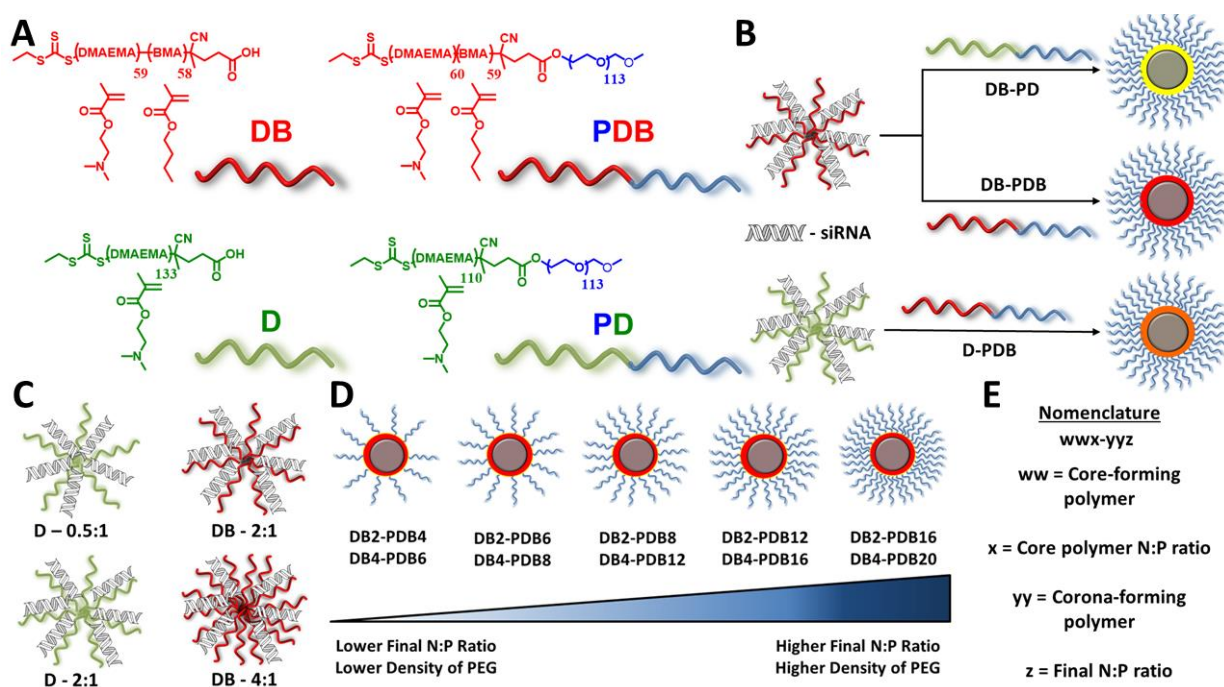 A
S
CN
S
S
(DMAEMA)
(BMA)
59
58
OH
O
O
O
O
O
N
DB
S
CN
S
S
(DMAEMA)
(BMA)
60
59
O
O
O
O
113
O
O
O
O
N
PDB
S
CN
S
S
(DMAEMA)
133
OH
O
O
O
N
D
S
CN
S
S
(DMAEMA)
110
O
O
O
O
113
O
O
N
PD
B
DB-PD
DB-PDB
- siRNA
D-PDB
C
D – 0.5:1
DB - 2:1
D - 2:1
DB - 4:1
D
DB2-PDB4
DB4-PDB6
DB2-PDB6
DB4-PDB8
DB2-PDB8
DB4-PDB12
DB2-PDB12
DB4-PDB16
DB2-PDB16
DB4-PDB20
Lower Final N:P Ratio
Lower Density of PEG
Higher Final N:P Ratio
Higher Density of PEG
E
Nomenclature
wwx-yyz
ww = Core-forming
polymer
x = Core polymer N:P ratio
yy = Corona-forming
polymer
z = Final N:P ratio